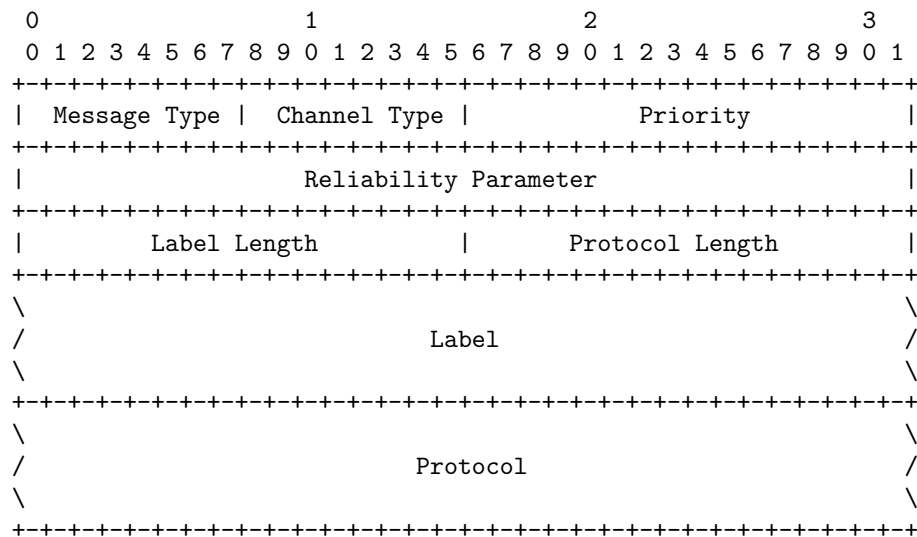 0                   1                   2                   3
 0 1 2 3 4 5 6 7 8 9 0 1 2 3 4 5 6 7 8 9 0 1 2 3 4 5 6 7 8 9 0 1
+-+-+-+-+-+-+-+-+-+-+-+-+-+-+-+-+-+-+-+-+-+-+-+-+-+-+-+-+-+-+-+-+
|  Message Type |  Channel Type |            Priority           |
+-+-+-+-+-+-+-+-+-+-+-+-+-+-+-+-+-+-+-+-+-+-+-+-+-+-+-+-+-+-+-+-+
|                    Reliability Parameter                      |
+-+-+-+-+-+-+-+-+-+-+-+-+-+-+-+-+-+-+-+-+-+-+-+-+-+-+-+-+-+-+-+-+
|         Label Length          |       Protocol Length         |
+-+-+-+-+-+-+-+-+-+-+-+-+-+-+-+-+-+-+-+-+-+-+-+-+-+-+-+-+-+-+-+-+
\                                                               \
/                             Label                             /
\                                                               \
+-+-+-+-+-+-+-+-+-+-+-+-+-+-+-+-+-+-+-+-+-+-+-+-+-+-+-+-+-+-+-+-+
\                                                               \
/                            Protocol                           /
\                                                               \
+-+-+-+-+-+-+-+-+-+-+-+-+-+-+-+-+-+-+-+-+-+-+-+-+-+-+-+-+-+-+-+-+